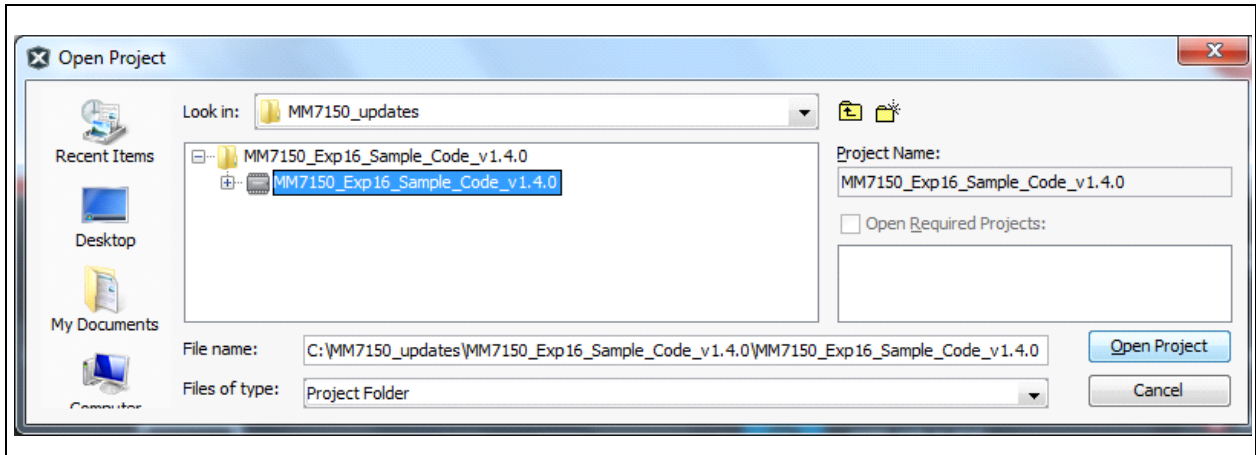 Open Project
Look in: MM7150_updates
Recent Items
Desktop
My Documents
Computer
MM7150_Exp16_Sample_Code_v1.4.0
MM7150_Exp16_Sample_Code_v1.4.0
Project Name:
MM7150_Exp16_Sample_Code_v1.4.0
Open Required Projects:
File name: C:\MM7150_updates\MM7150_Exp16_Sample_Code_v1.4.0\MM7150_Exp16_Sample_Code_v1.4.0
Files of type: Project Folder
Open Project
Cancel